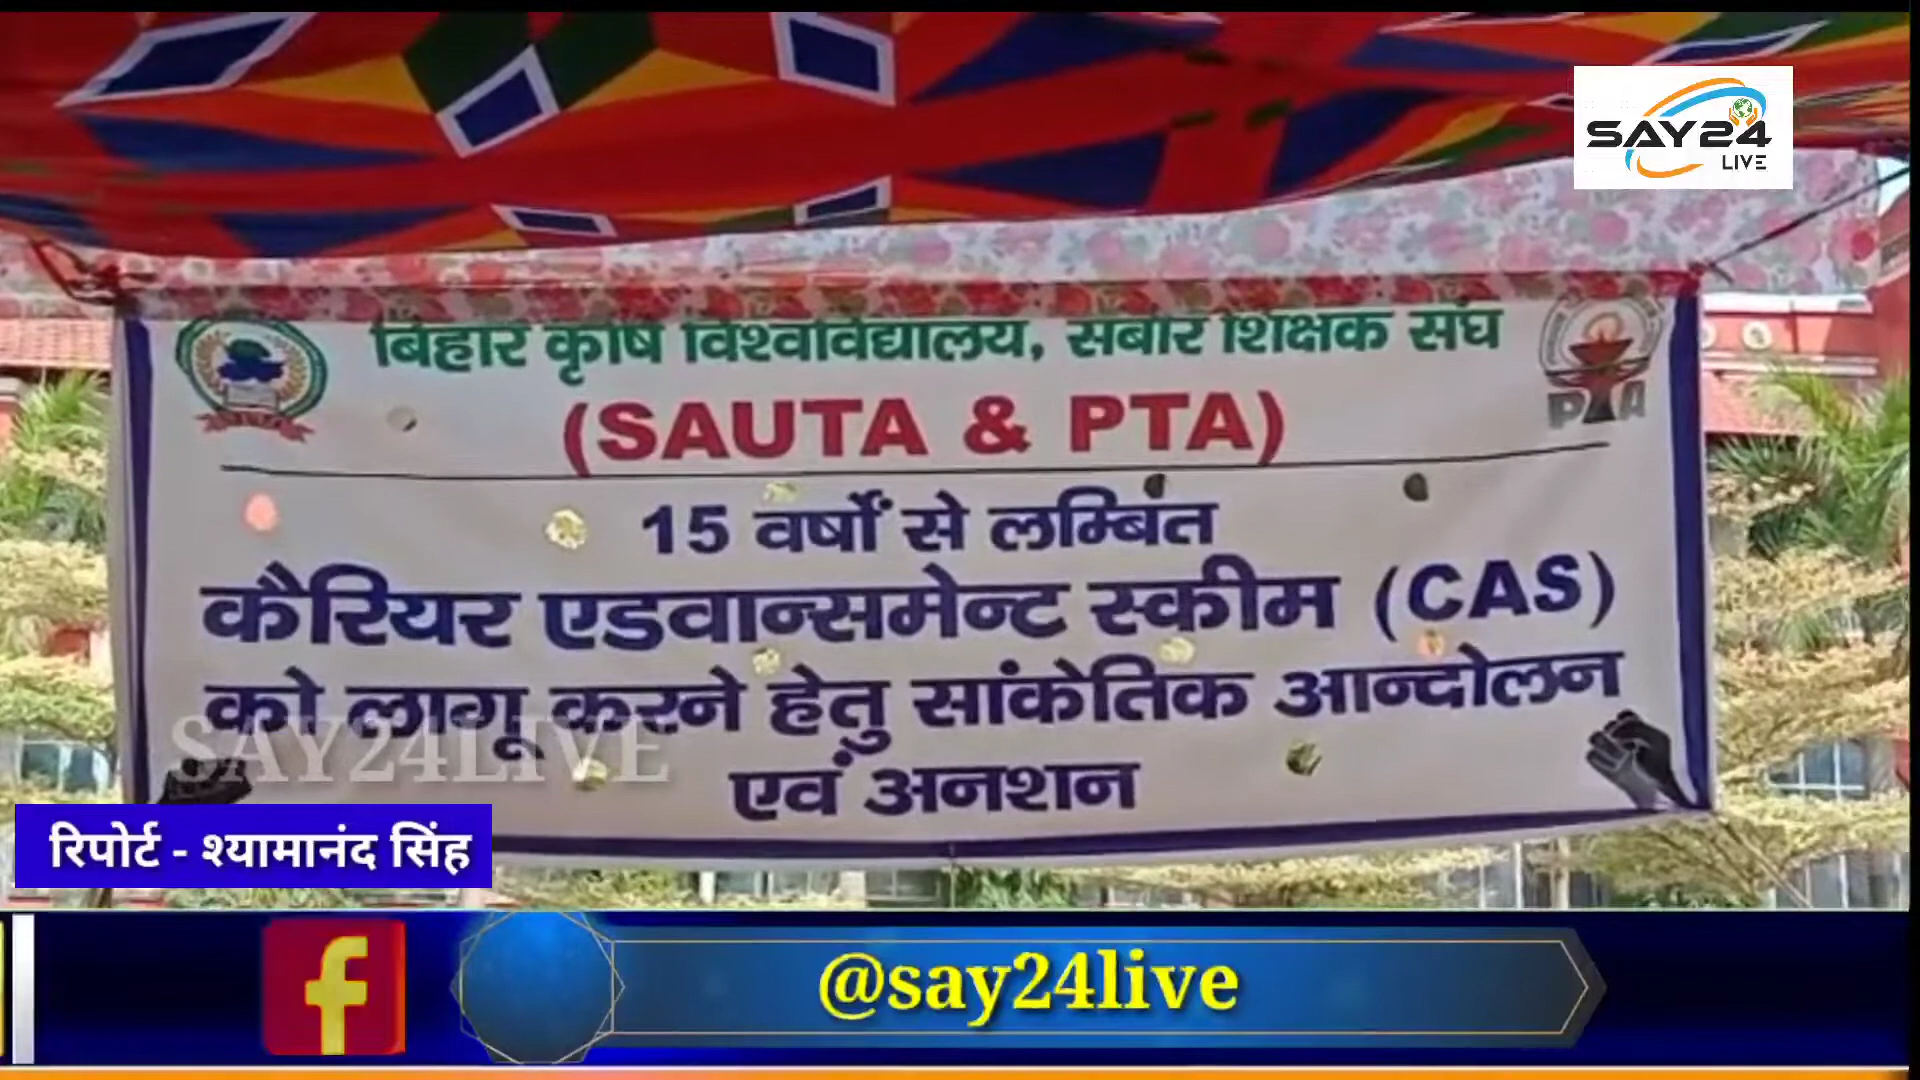 SAY24
LIVE
बिहार कृषि विश्वविद्यालय, सबौर शिक्षक संघ
(SAUTA & PTA)
PTA
15 वर्षों से लम्बित
कैरियर एडवान्समेन्ट स्कीम (CAS)
को लागू करने हेतु सांकेतिक आन्दोलन
एवं अनशन
SAY24LIVE
रिपोर्ट - श्यामानंद सिंह
f
@say24live